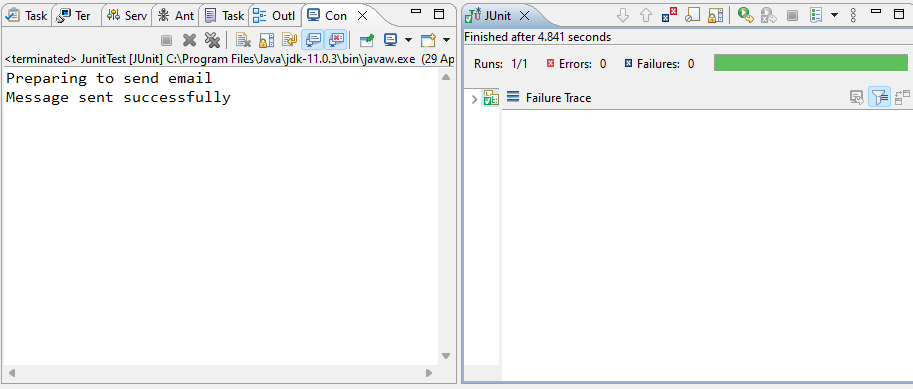 Task Ter Serv Ant Task Outl Con
<terminated> JunitTest [JUnit] C:\Program Files\Java\jdk-11.0.3\bin\javaw.exe (29 Ap
Preparing to send email
Message sent successfully
JUnit
Finished after 4.841 seconds
Runs: 1/1 Errors: 0 Failures: 0
Failure Trace